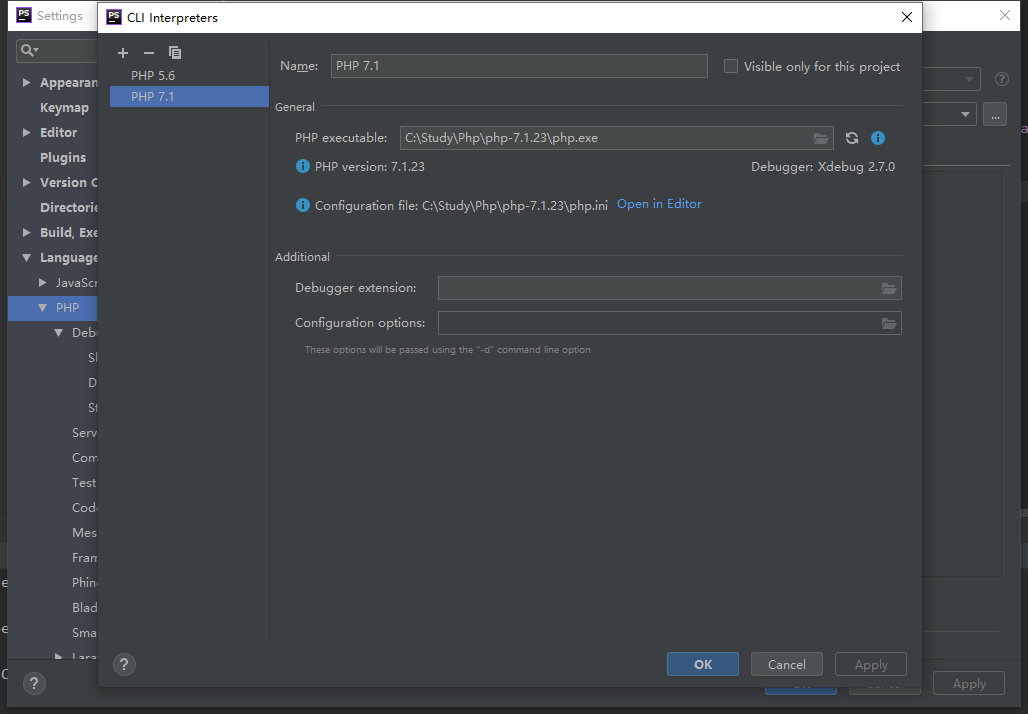 PS Settings
PS CLI Interpreters
PHP 5.6
PHP 7.1
Name: PHP 7.1
Visible only for this project
General
PHP executable: C:\Study\Php\php-7.1.23\php.exe
PHP version: 7.1.23
Debugger: Xdebug 2.7.0
Configuration file: C:\Study\Php\php-7.1.23\php.ini Open in Editor
Additional
Debugger extension:
Configuration options:
These options will be passed using the "-d" command line option
? OK Cancel Apply
Appearan
Keymap
Editor
Plugins
Version C
Directorie
Build, Exe
Language
JavaScr
PHP
Debu
Sl
D
St
Serv
Com
Test
Code
Mes
Fram
Phin
Blad
Sma
? Apply
?
...